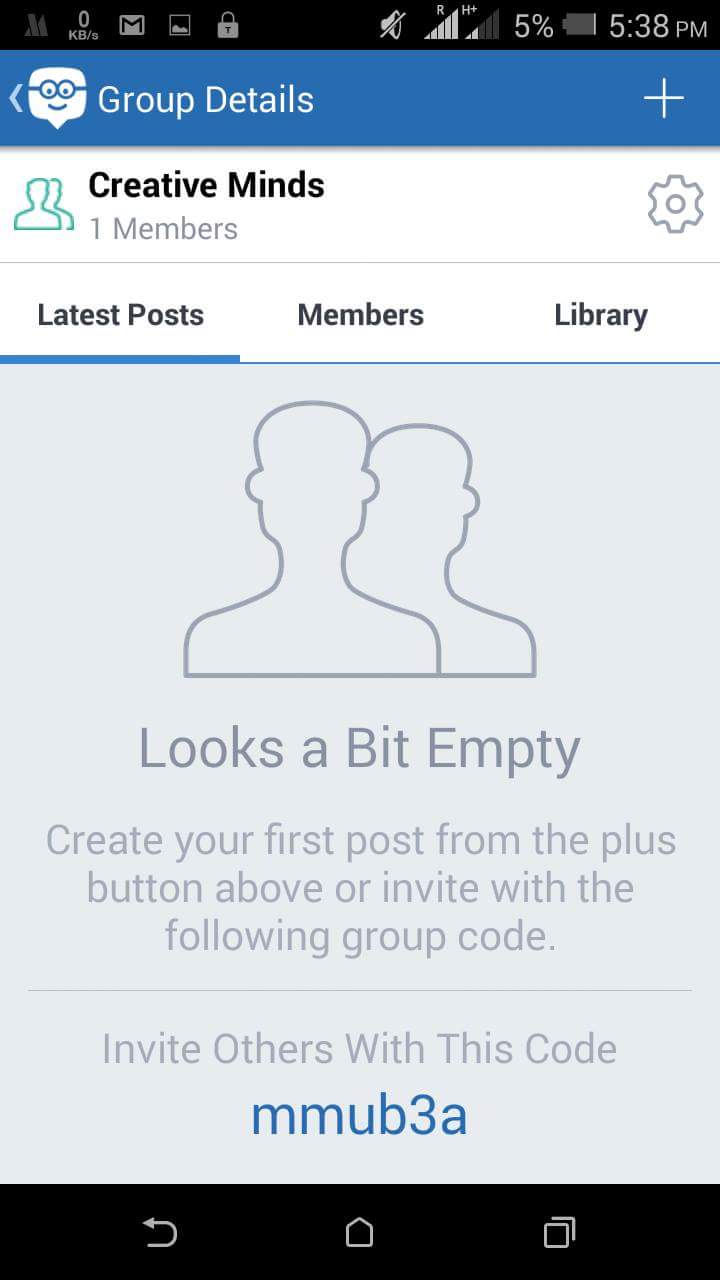 0
KB/s
R H+ 5% 5:38 PM
Group Details
Creative Minds
1 Members
Latest Posts Members Library
Looks a Bit Empty
Create your first post from the plus
button above or invite with the
following group code.
Invite Others With This Code
mmub3a